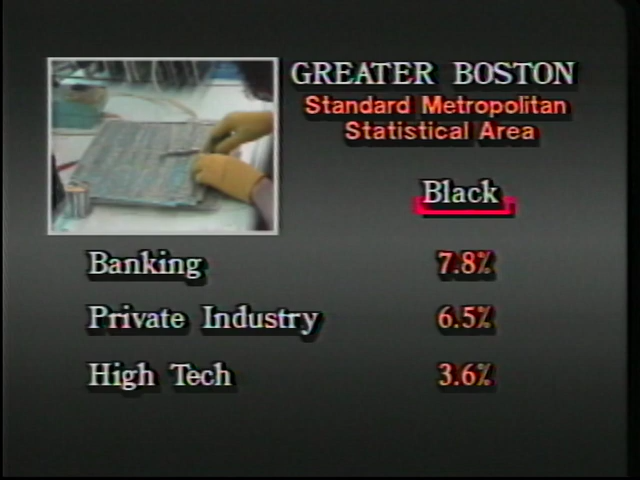 GREATER BOSTON
Standard Metropolitan
Statistical Area
Black
Banking 7.8%
Private Industry 6.5%
High Tech 3.6%